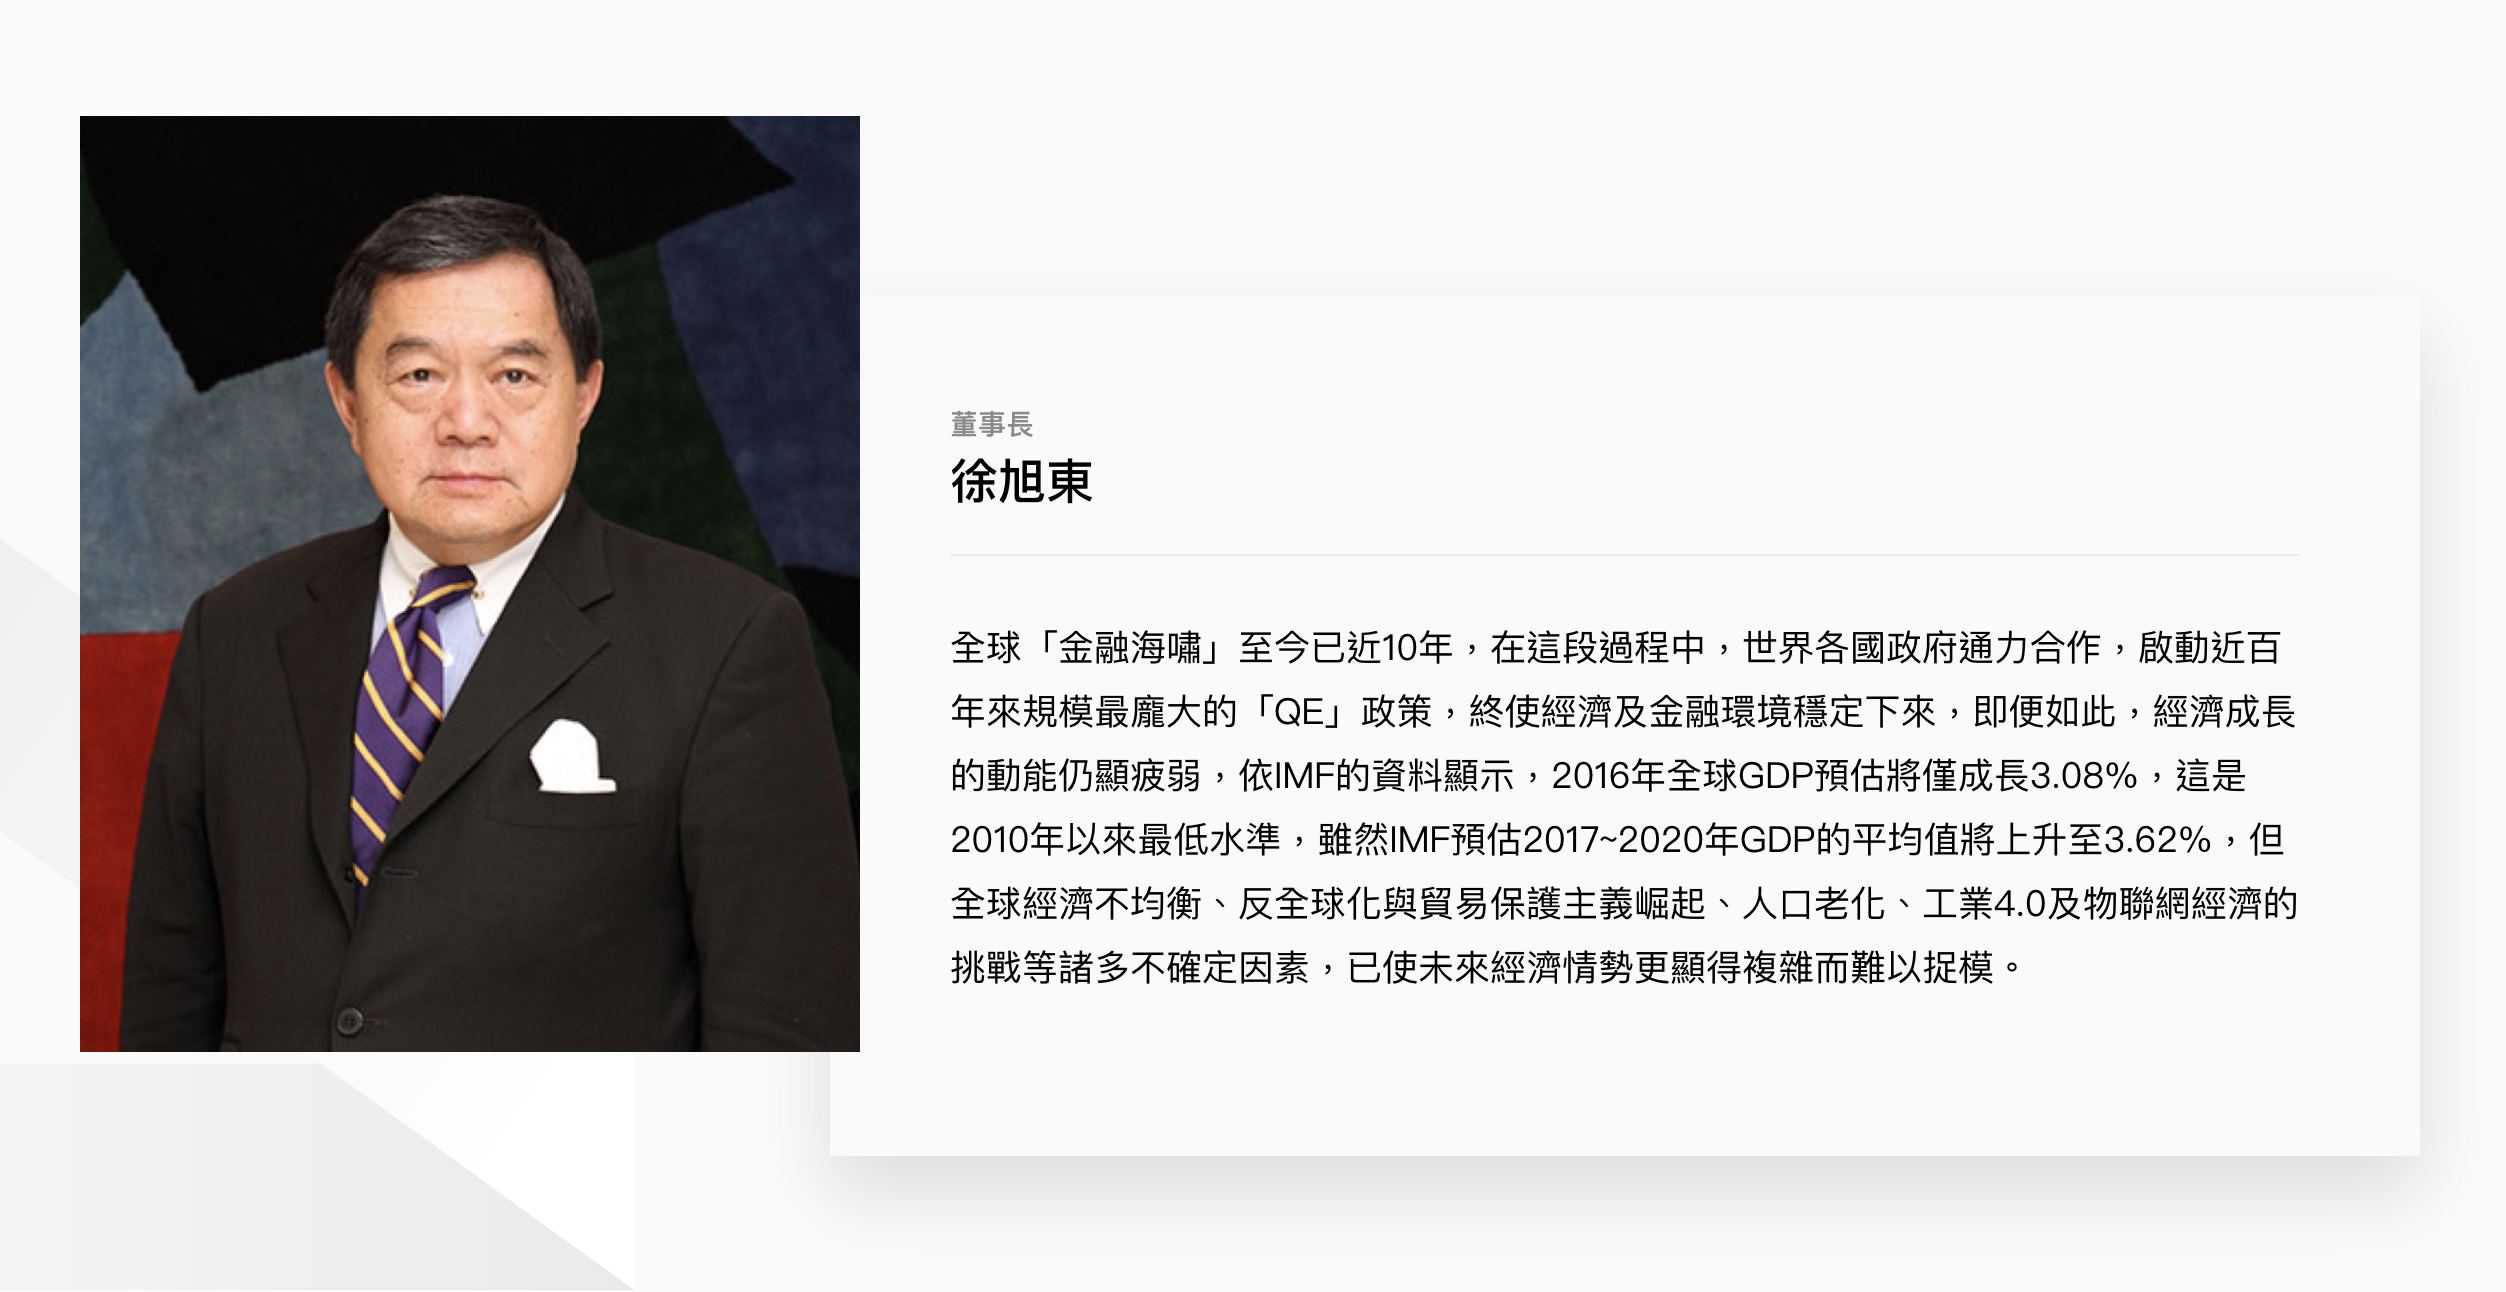 董事長
徐旭東
全球「金融海嘯」至今已近10年，在這段過程中，世界各國政府通力合作，啟動近百
年來規模最龐大的「QE」政策，終使經濟及金融環境穩定下來，即便如此，經濟成長
的動能仍顯疲弱，依IMF的資料顯示，2016年全球GDP預估將僅成長3.08%，這是
2010年以來最低水準，雖然IMF預估2017~2020年GDP的平均值將上升至3.62%，但
全球經濟不均衡、反全球化與貿易保護主義崛起、人口老化、工業4.0及物聯網經濟的
挑戰等諸多不確定因素，已使未來經濟情勢更顯得複雜而難以捉模。